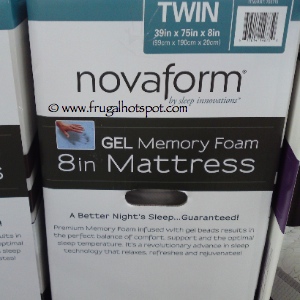 TWIN
39in x 75in x 8in
(99cm x 190cm x 20cm)
novaform®
by sleep innovations®
© www.frugalhotspot.com
GEL Memory Foam
8in Mattress
A Better Night's Sleep...Guaranteed!
Premium Memory Foam infused with gel beads results in
the perfect balance of comfort, support and the optimal
sleep temperature. It's a revolutionary advance in sleep
technology that relaxes, refreshes and rejuvenates!